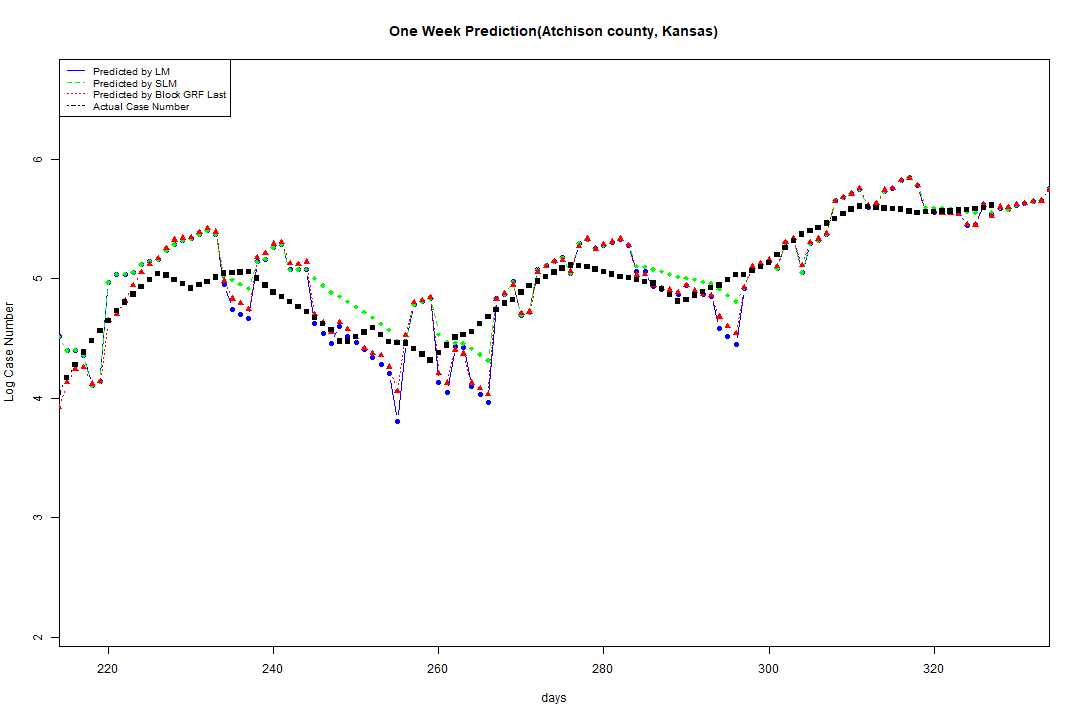 One Week Prediction(Atchison county, Kansas)
Predicted by LM
Predicted by SLM
Predicted by Block GRF Last
Actual Case Number
Log Case Number
6
5
4
3
2
220 240 260 280 300 320
days